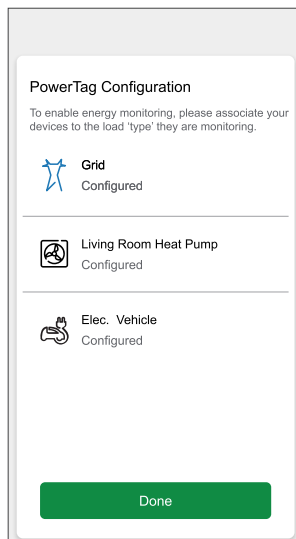 PowerTag Configuration
To enable energy monitoring, please associate your
devices to the load 'type' they are monitoring.
Grid
Configured
Living Room Heat Pump
Configured
Elec. Vehicle
Configured
Done